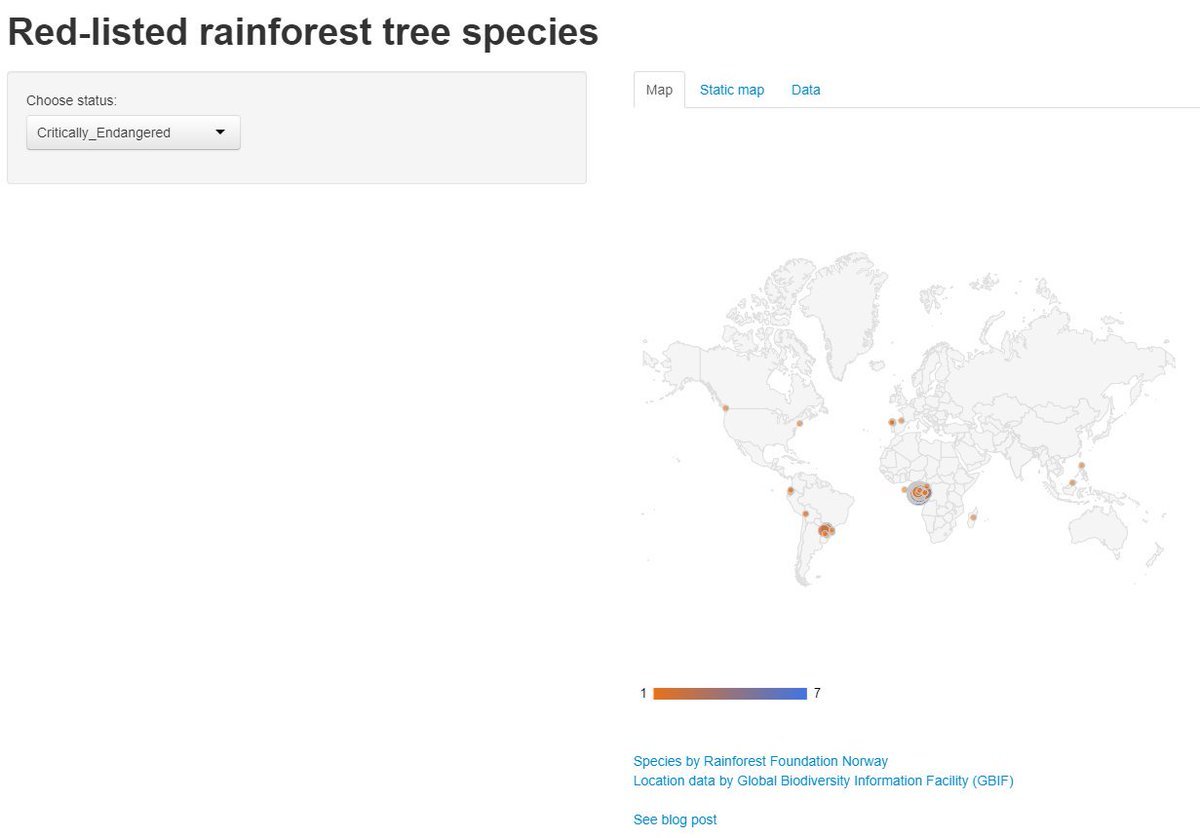 Red-listed rainforest tree species
Choose status:
Critically_Endangered
Map
Static map
Data
1
7
Species by Rainforest Foundation Norway
Location data by Global Biodiversity Information Facility (GBIF)
See blog post